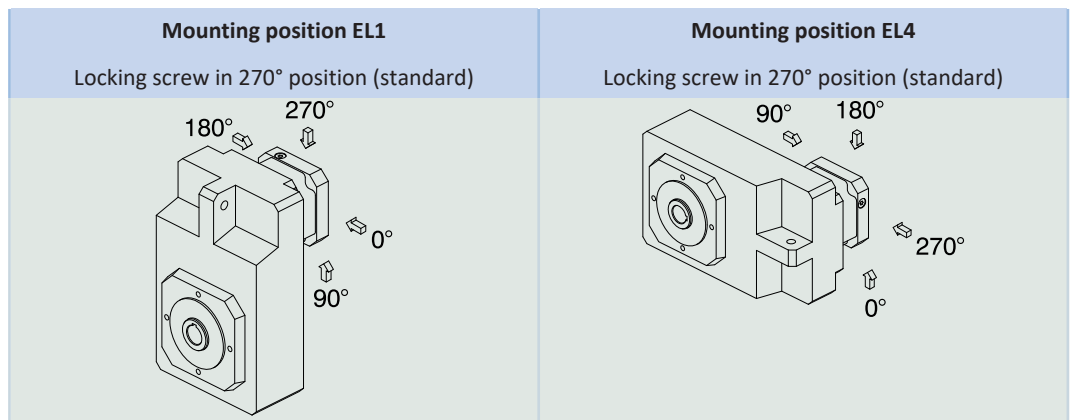 Mounting position EL1
Locking screw in 270° position (standard)
270°
180°
0°
90°
Mounting position EL4
Locking screw in 270° position (standard)
90°
180°
270°
0°